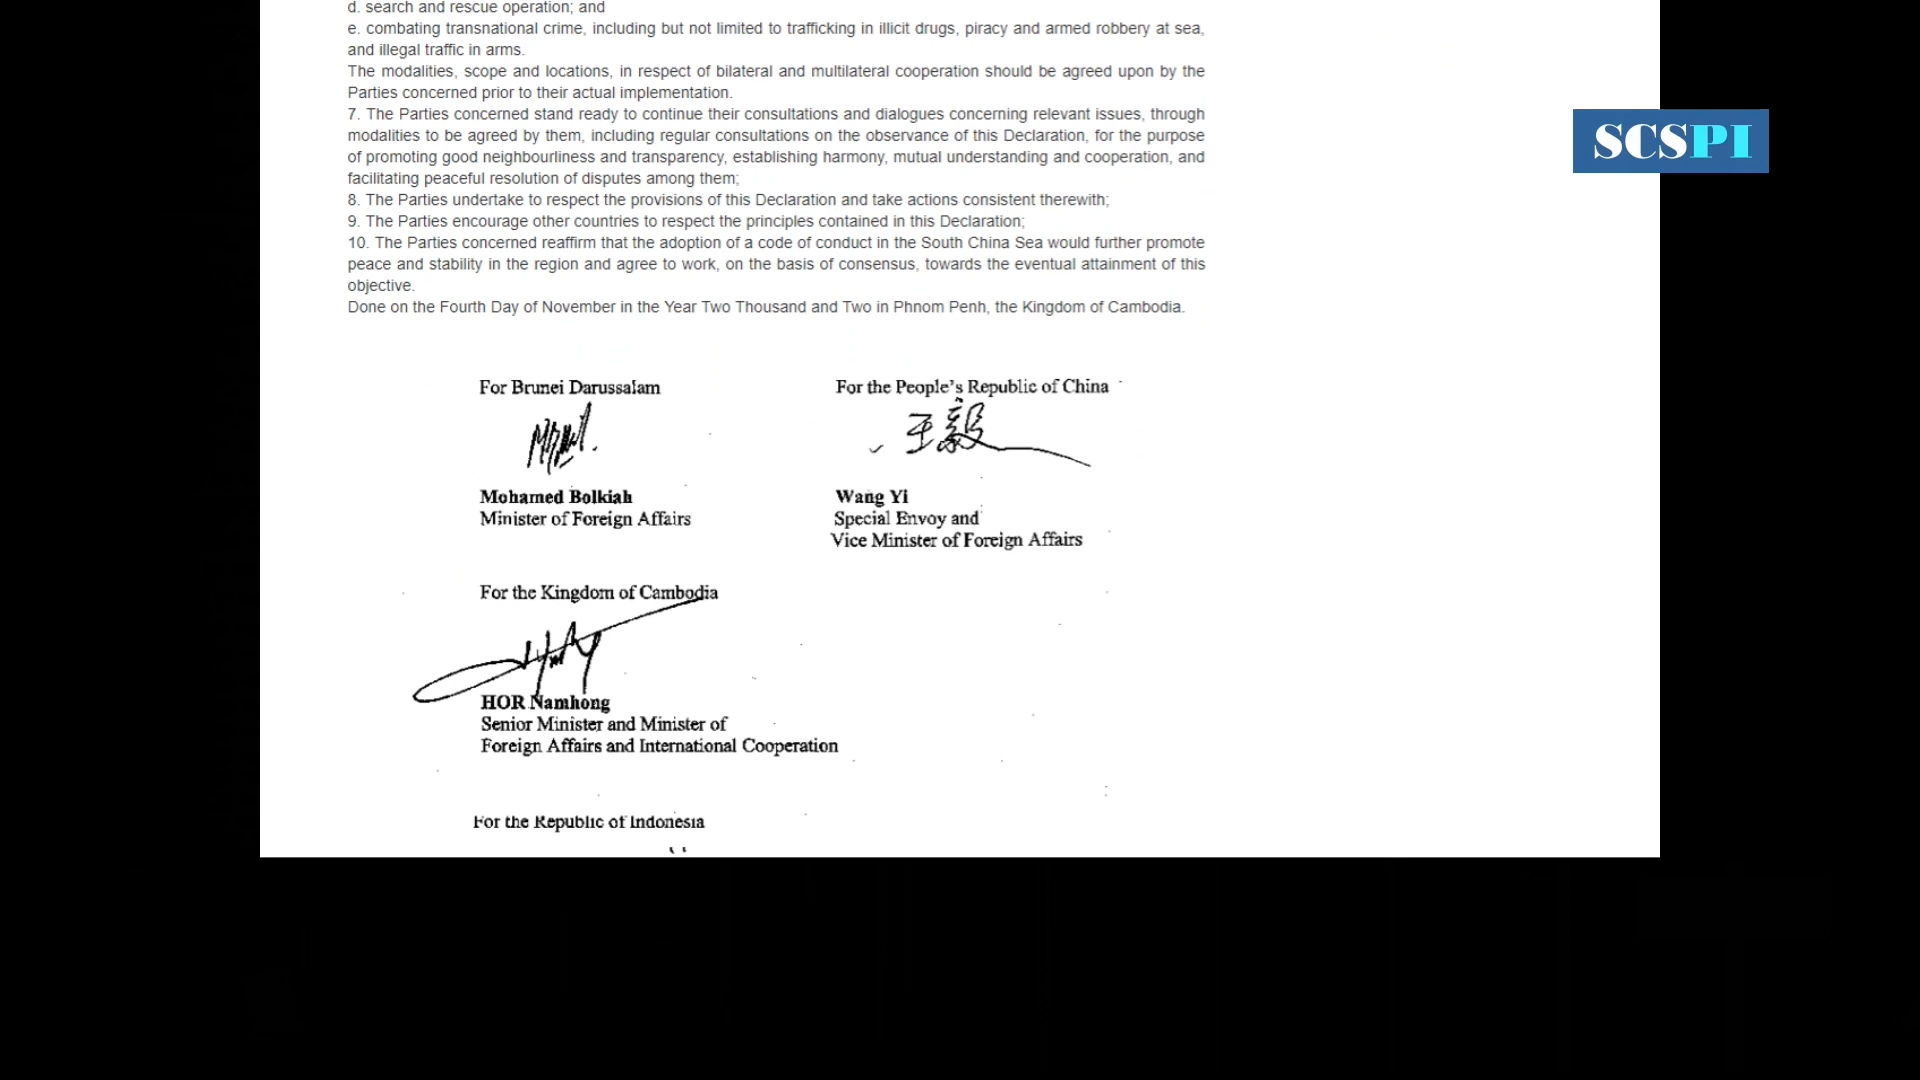 d. search and rescue operation; and
e. combating transnational crime, including but not limited to trafficking in illicit drugs, piracy and armed robbery at sea,
and illegal traffic in arms.
The modalities, scope and locations, in respect of bilateral and multilateral cooperation should be agreed upon by the
Parties concerned prior to their actual implementation.
7. The Parties concerned stand ready to continue their consultations and dialogues concerning relevant issues, through
modalities to be agreed by them, including regular consultations on the observance of this Declaration, for the purpose
of promoting good neighbourliness and transparency, establishing harmony, mutual understanding and cooperation, and
facilitating peaceful resolution of disputes among them;
8. The Parties undertake to respect the provisions of this Declaration and take actions consistent therewith;
9. The Parties encourage other countries to respect the principles contained in this Declaration;
10. The Parties concerned reaffirm that the adoption of a code of conduct in the South China Sea would further promote
peace and stability in the region and agree to work, on the basis of consensus, towards the eventual attainment of this
objective.
Done on the Fourth Day of November in the Year Two Thousand and Two in Phnom Penh, the Kingdom of Cambodia.
SCSPI
For Brunei Darussalam
For the People's Republic of China
王毅
Mohamed Bolkiah
Minister of Foreign Affairs
Wang Yi
Special Envoy and
Vice Minister of Foreign Affairs
For the Kingdom of Cambodia
HOR Namhong
Senior Minister and Minister of
Foreign Affairs and International Cooperation
For the Republic of Indonesia